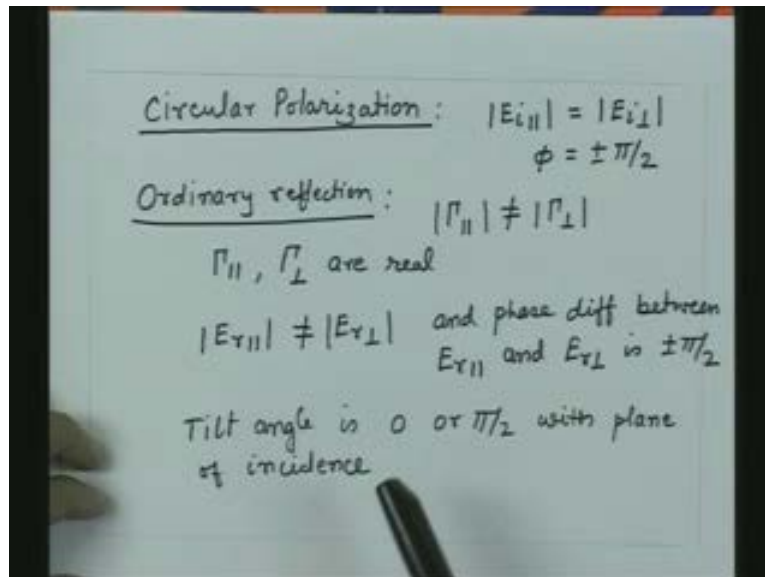 Circular Polarization : |Ei||| = |Ei⊥|
φ = ± π/2
Ordinary reflection : |Γ||| ≠ |Γ⊥|
Γ|| , Γ⊥ are real
|Er||| ≠ |Er⊥| and phase diff between
Er|| and Er⊥ is ±π/2
Tilt angle is 0 or π/2 with plane
of incidence